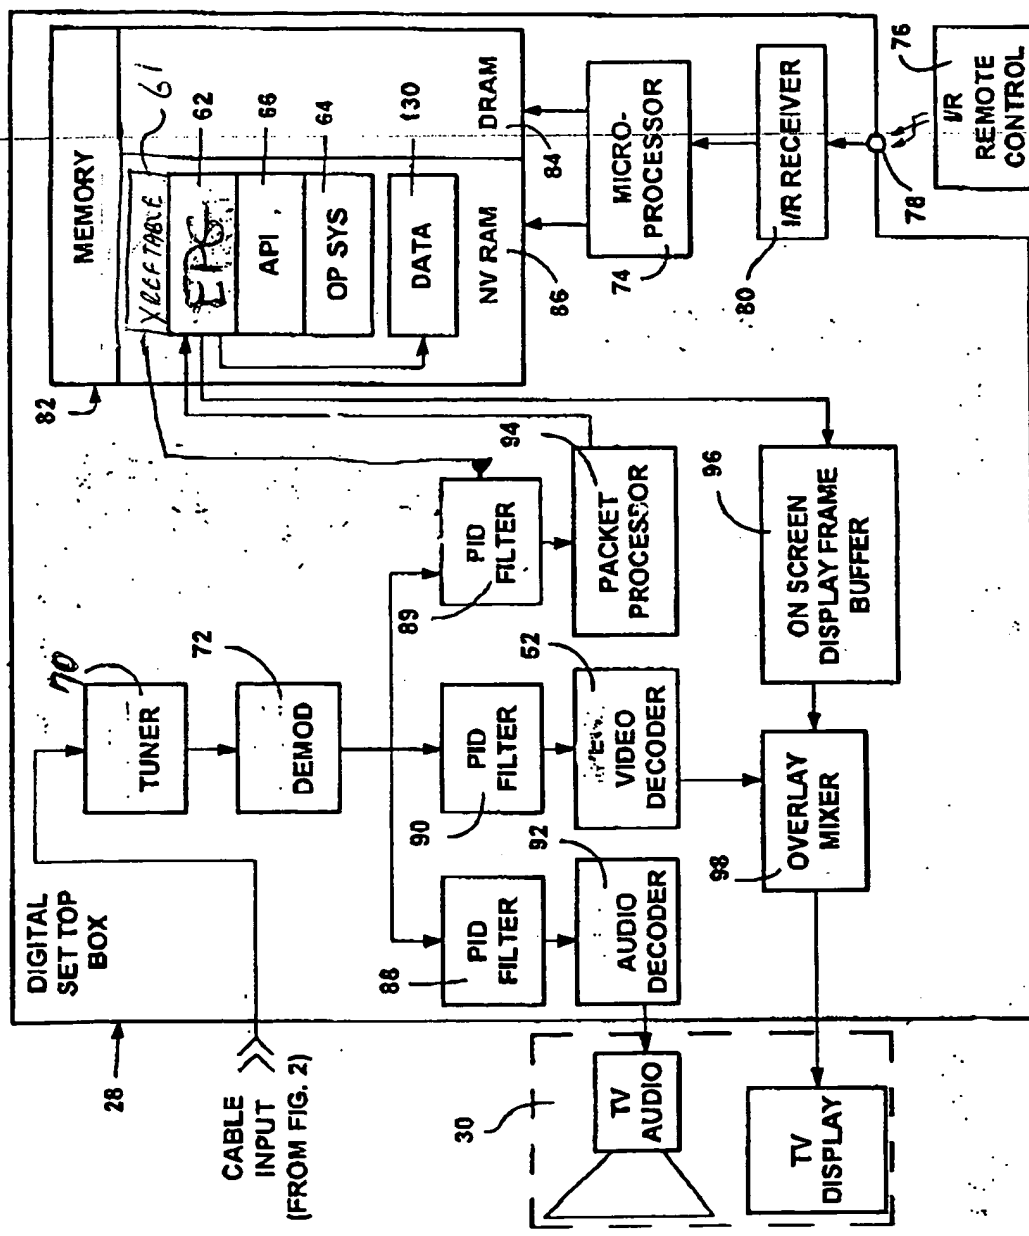 DIGITAL
SET TOP
BOX
28
CABLE
INPUT
(FROM FIG. 2)
70
TUNER
72
DEMOD
PID
FILTER
88
PID
FILTER
90
PID
FILTER
89
AUDIO
DECODER
92
VIDEO
DECODER
52
PACKET
PROCESSOR
94
OVERLAY
MIXER
98
ON SCREEN
DISPLAY FRAME
BUFFER
96
30
TV
AUDIO
TV
DISPLAY
82
MEMORY
XREF TABLE
61
EPG
62
API
66
OP SYS
64
DATA
130
NV RAM
86
DRAM
84
MICRO-
PROCESSOR
74
I/R RECEIVER
80
78
76
I/R
REMOTE
CONTROL